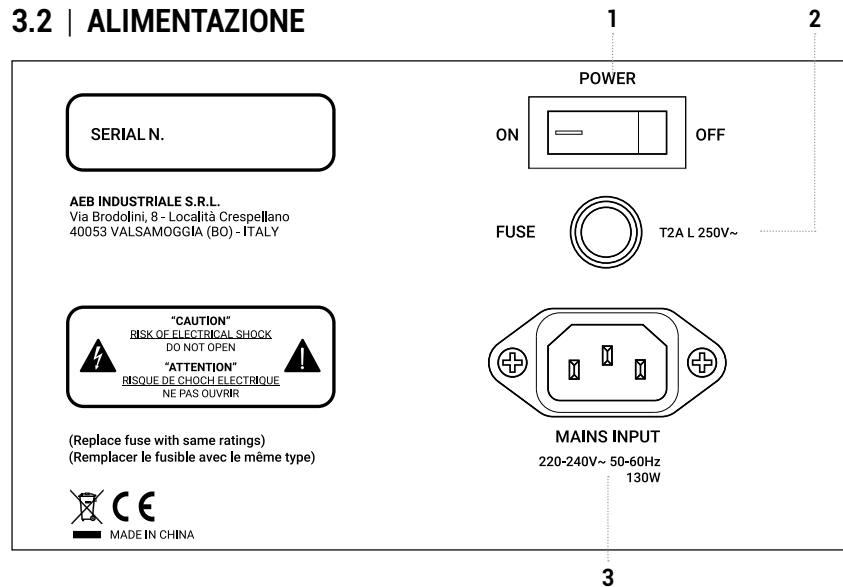 3.2 | ALIMENTAZIONE
1
2
SERIAL N.
AEB INDUSTRIALE S.R.L.
Via Brodolini, 8 - Località Crespellano
40053 VALSAMOGGIA (BO) - ITALY
"CAUTION"
RISK OF ELECTRICAL SHOCK
DO NOT OPEN
"ATTENTION"
RISQUE DE CHOCH ELECTRIQUE
NE PAS OUVRIR
(Replace fuse with same ratings)
(Remplacer le fusible avec le même type)
CE
MADE IN CHINA
POWER
ON
OFF
FUSE
T2A L 250V~
MAINS INPUT
220-240V~ 50-60Hz
130W
3